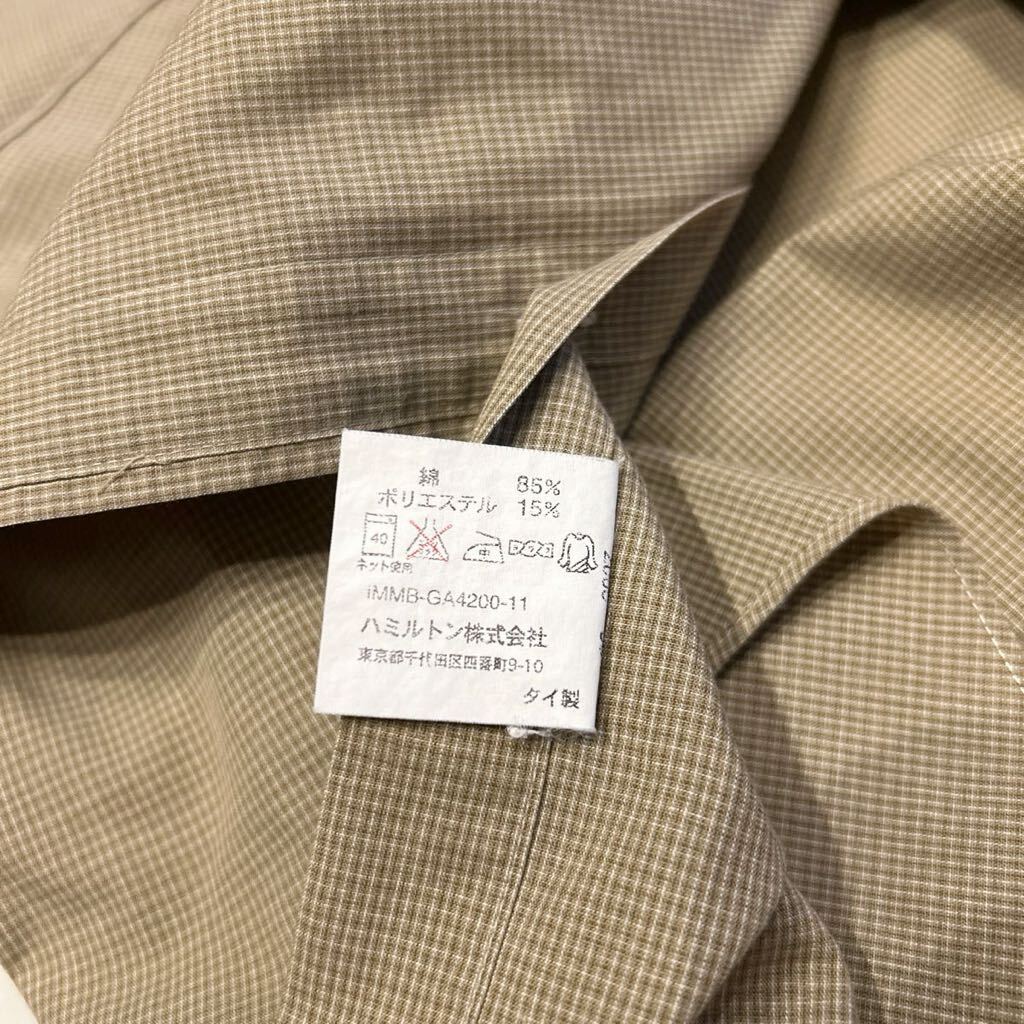 綿 85%
ポリエステル 15%
40
ネット使用
IMMB-GA4200-11
ハミルトン株式会社
東京都千代田区四番町9-10
タイ製